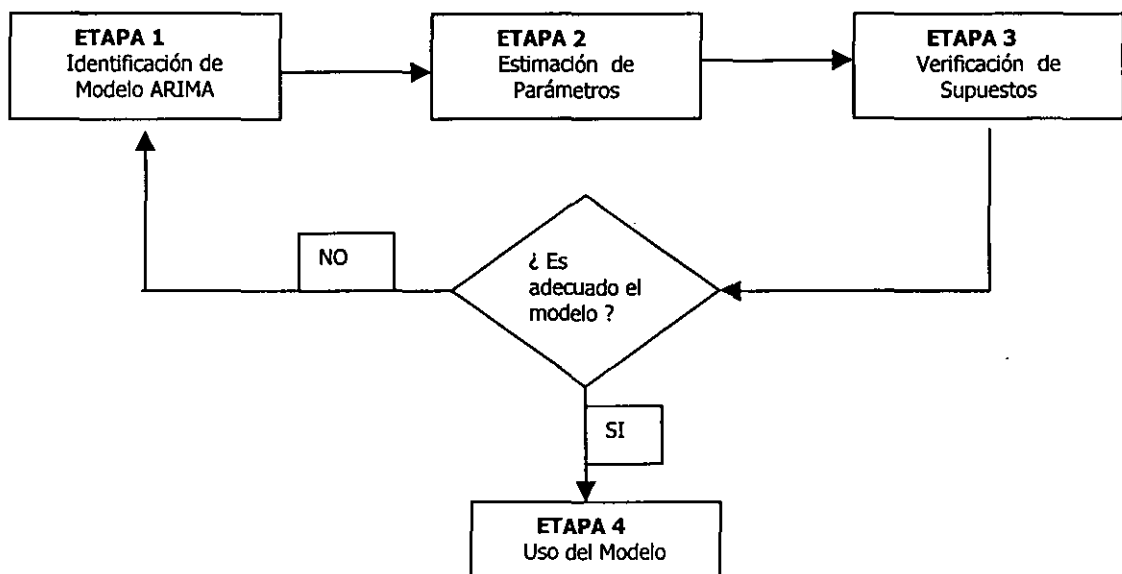 ETAPA 1
Identificación de
Modelo ARIMA
ETAPA 2
Estimación de
Parámetros
ETAPA 3
Verificación de
Supuestos
NO
¿ Es
adecuado el
modelo ?
SI
ETAPA 4
Uso del Modelo